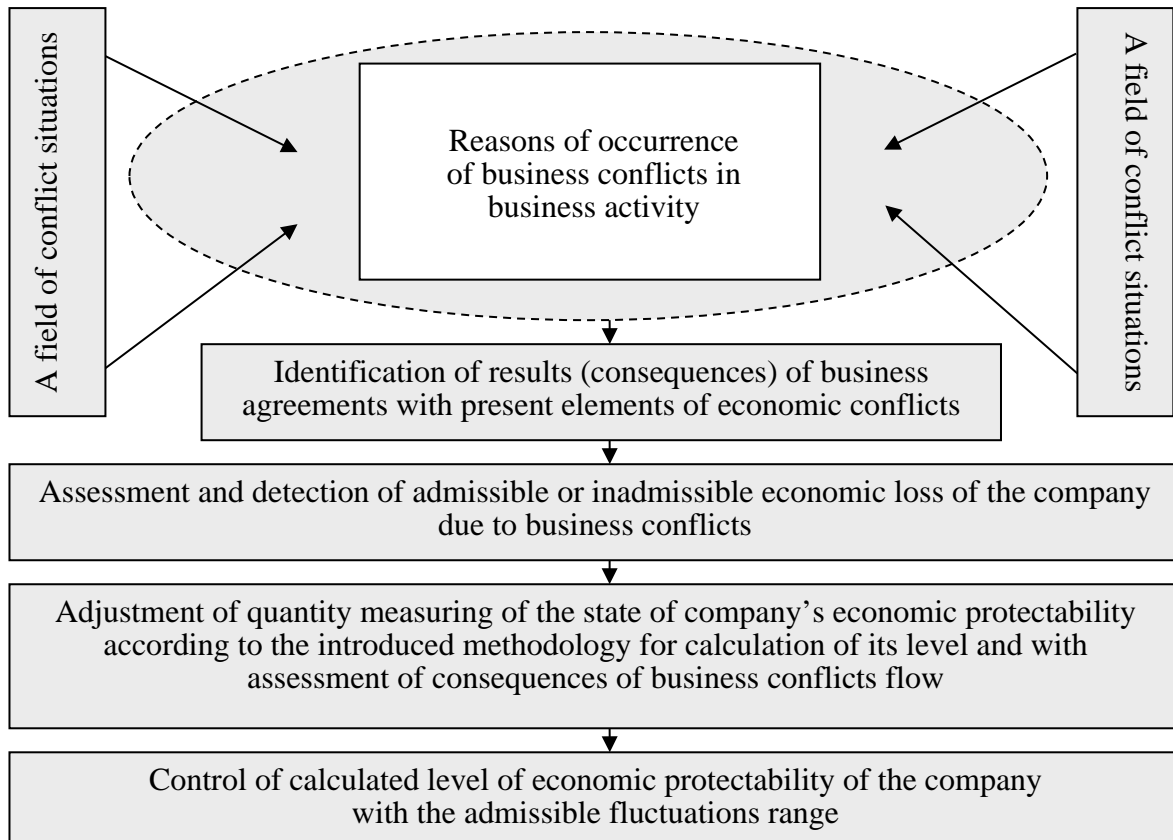 A field of conflict situations
Reasons of occurrence
of business conflicts in
business activity
A field of conflict situations
Identification of results (consequences) of business
agreements with present elements of economic conflicts
Assessment and detection of admissible or inadmissible economic loss of the company
due to business conflicts
Adjustment of quantity measuring of the state of company’s economic protectability
according to the introduced methodology for calculation of its level and with
assessment of consequences of business conflicts flow
Control of calculated level of economic protectability of the company
with the admissible fluctuations range